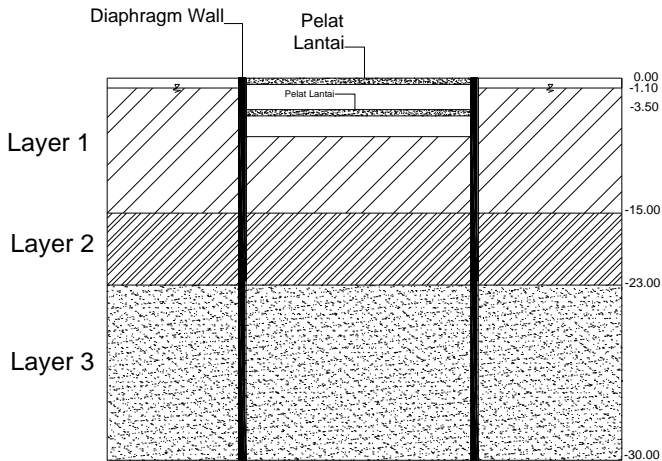 Diaphragm Wall
Pelat
Lantai
0.00
-1.10
Pelat Lantai
-3.50
Layer 1
-15.00
Layer 2
-23.00
Layer 3
-30.00